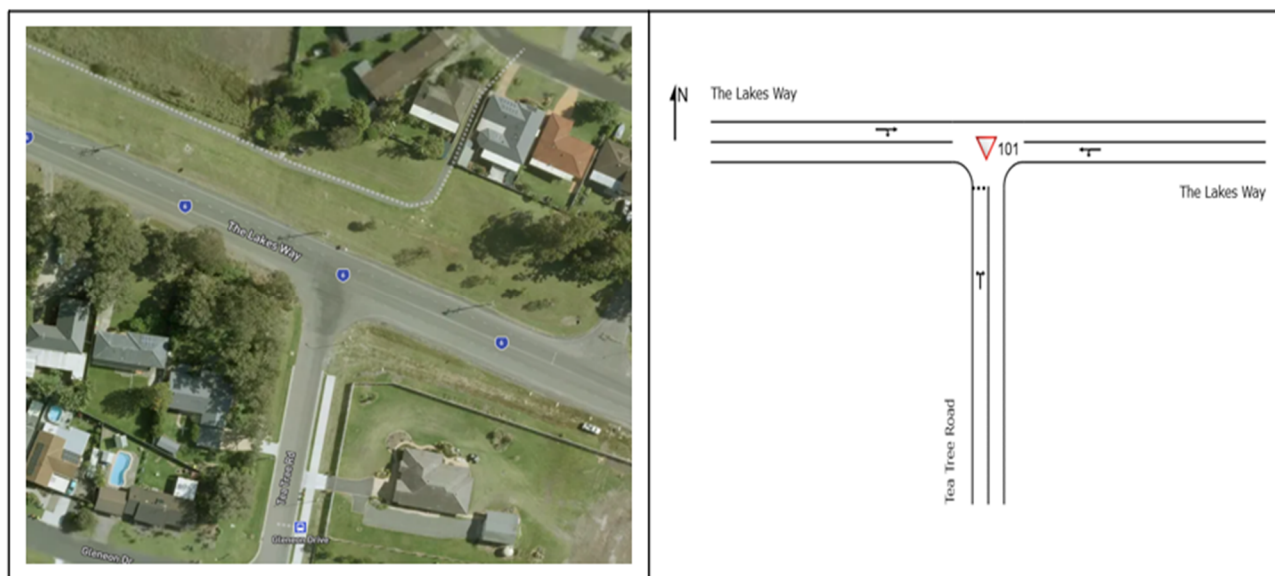 The Lakes Way
6
6
6
Tea Tree Rd
Gleneon Drive
Gleneon Dr
N
The Lakes Way
101
The Lakes Way
Tea Tree Road